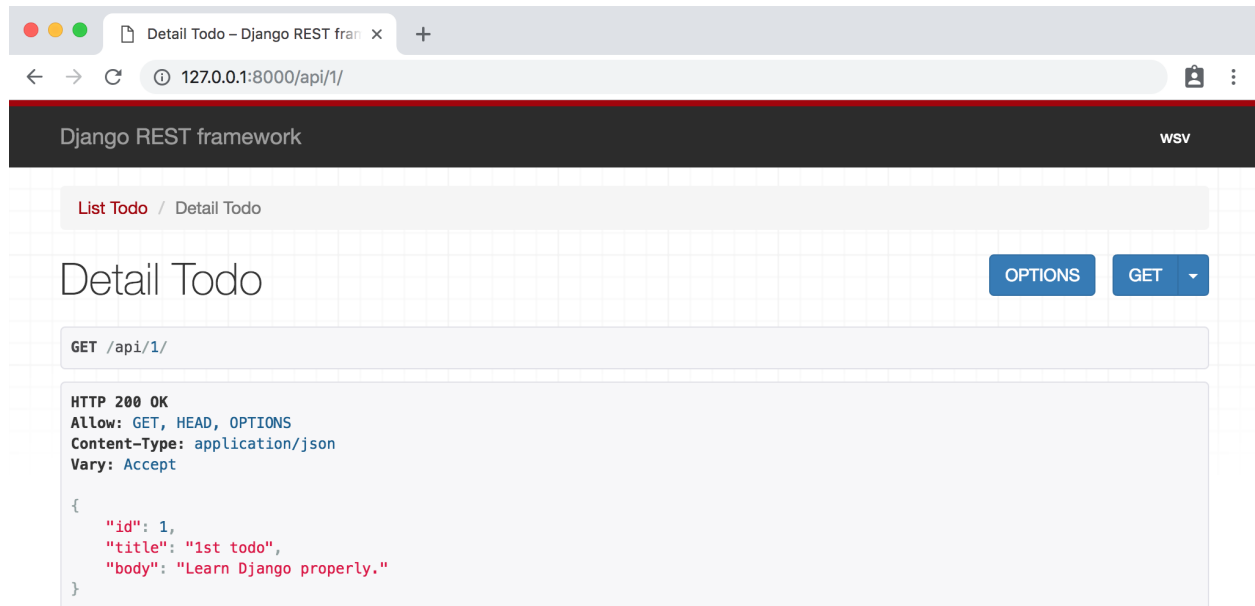 Detail Todo – Django REST fran
127.0.0.1:8000/api/1/
Django REST framework
wsv
List Todo / Detail Todo
Detail Todo
OPTIONS
GET
GET /api/1/
HTTP 200 OK
Allow: GET, HEAD, OPTIONS
Content-Type: application/json
Vary: Accept
{
"id": 1,
"title": "1st todo",
"body": "Learn Django properly."
}